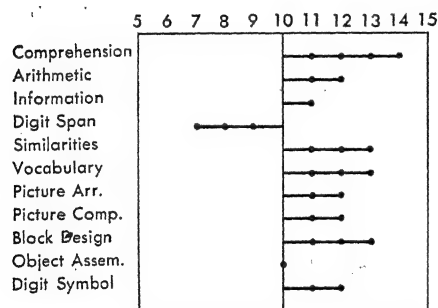 5 6 7 8 9 10 11 12 13 14 15
Comprehension
Arithmetic
Information
Digit Span
Similarities
Vocabulary
Picture Arr.
Picture Comp.
Block Design
Object Assem.
Digit Symbol